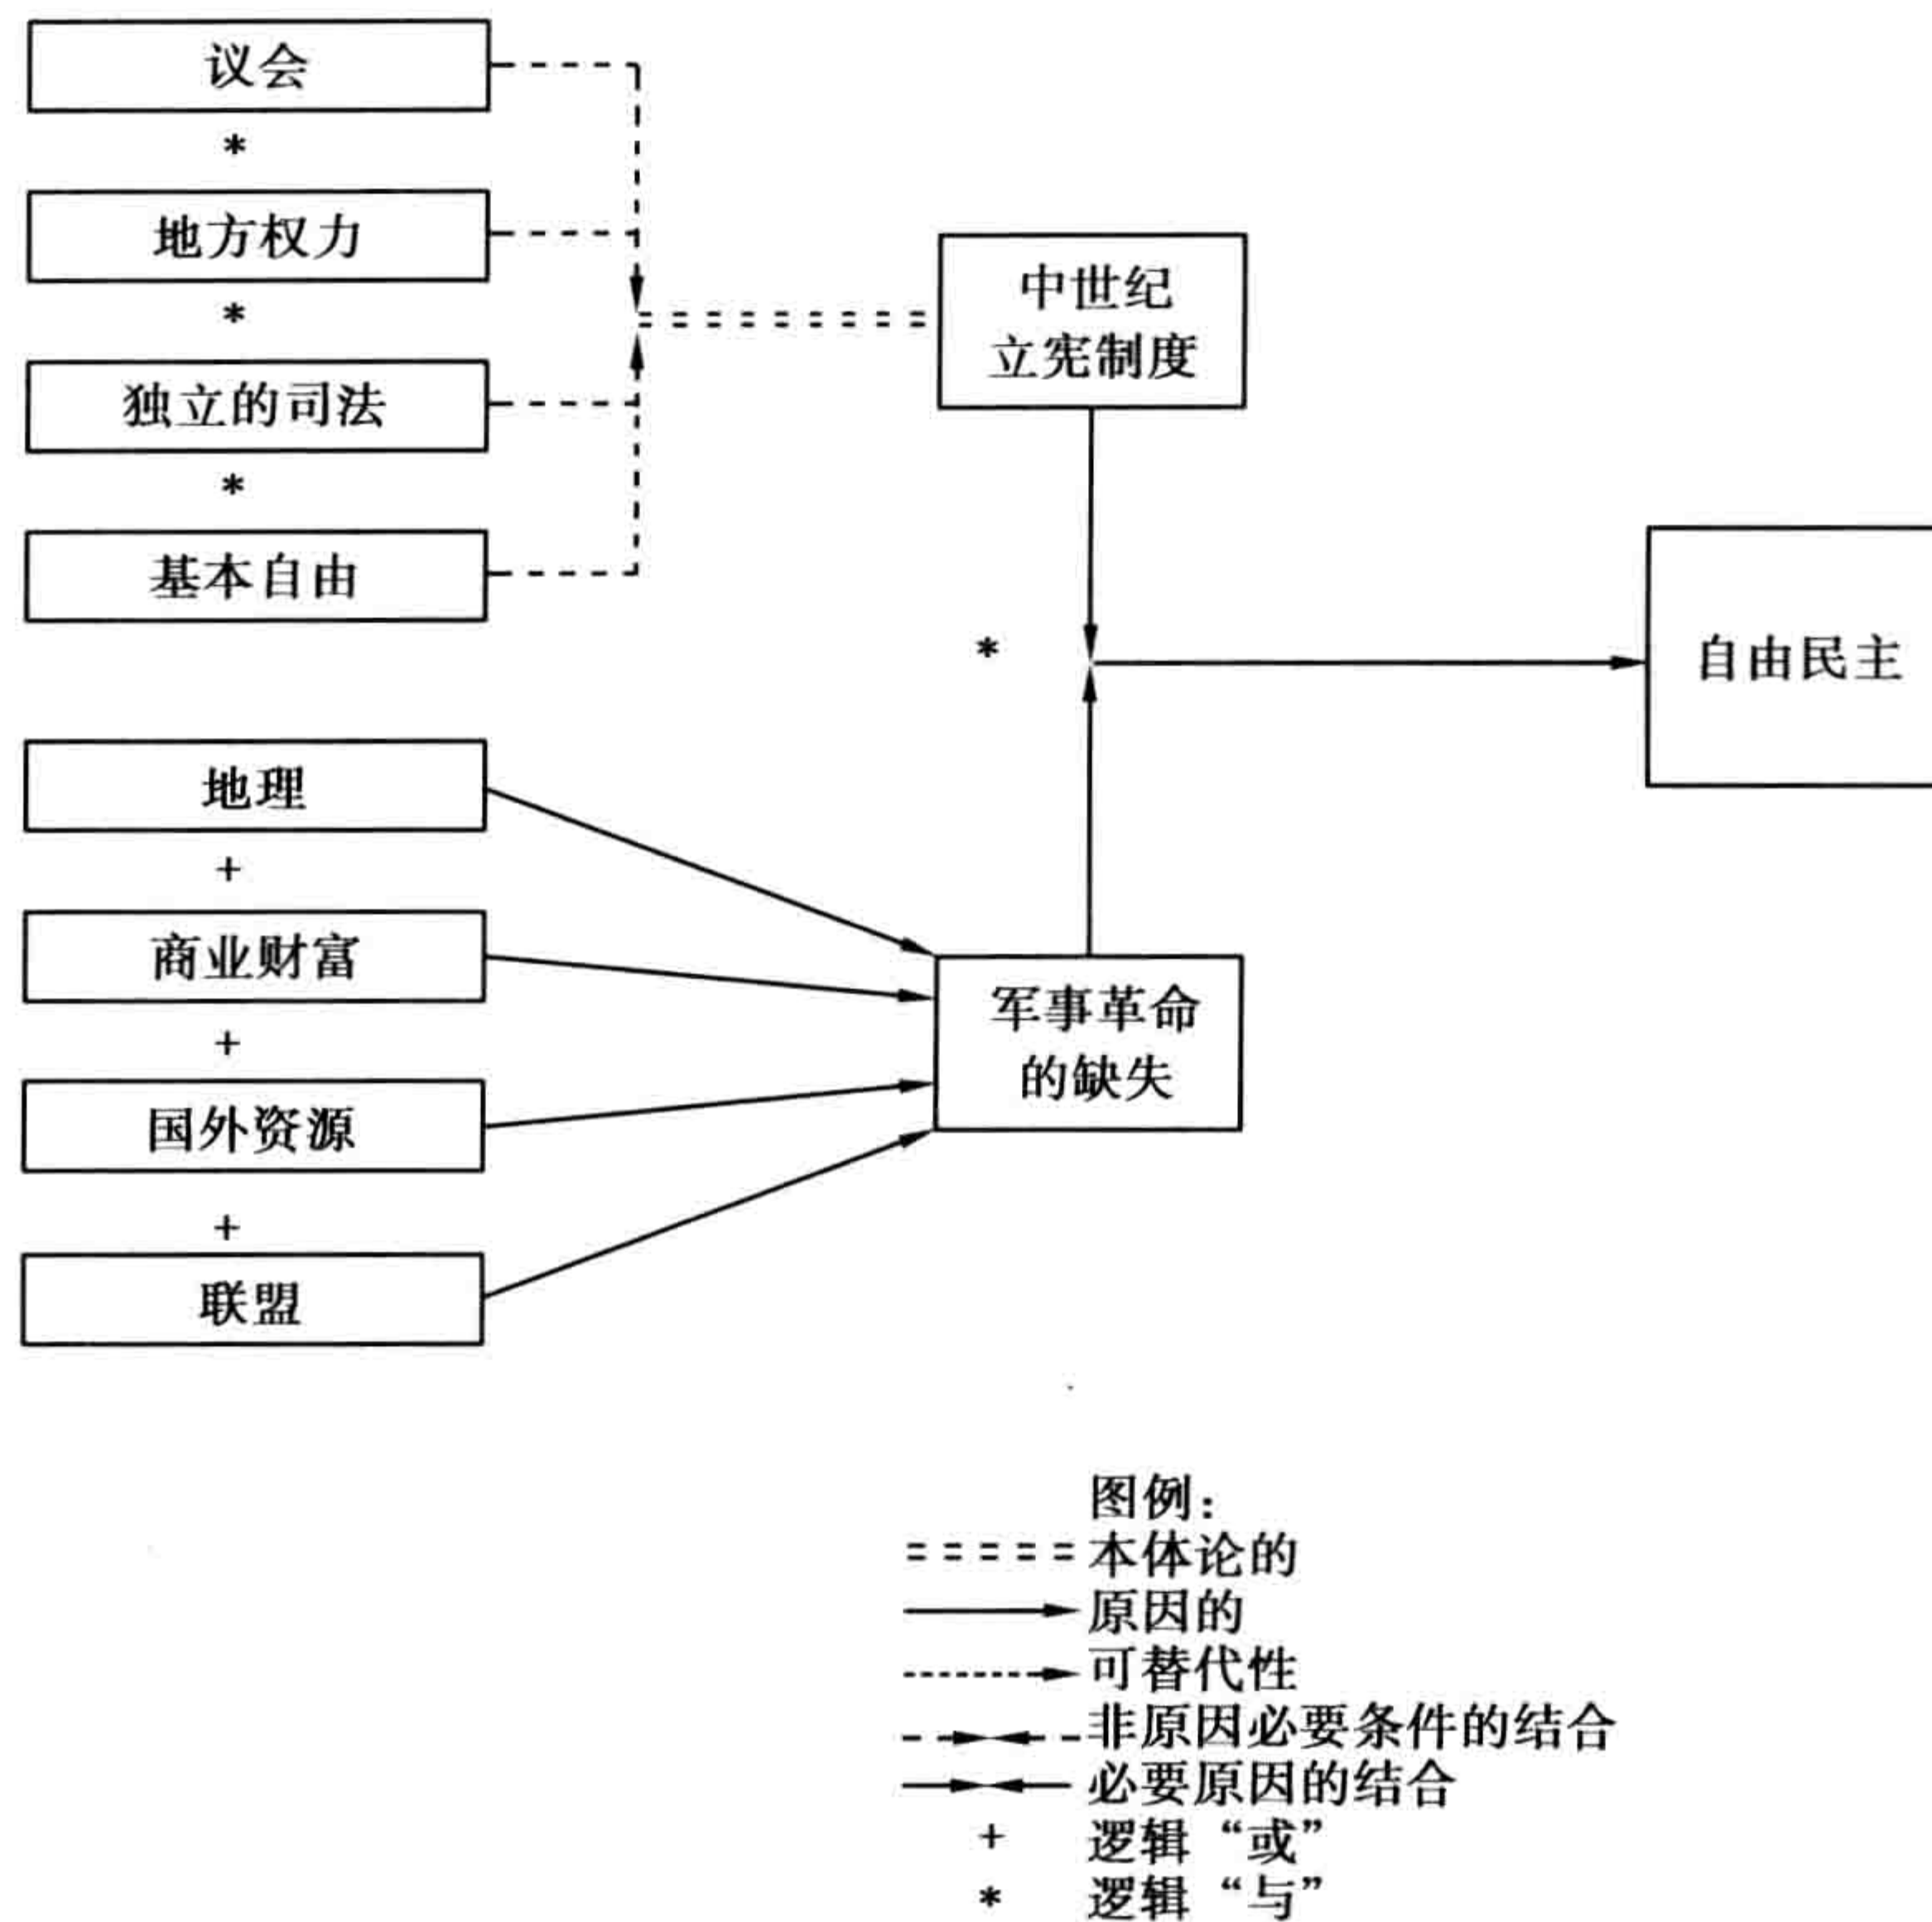 议会
*
地方权力
*
独立的司法
*
基本自由
中世纪
立宪制度
*
自由民主
地理
+
商业财富
+
国外资源
+
联盟
军事革命
的缺失
图例：
本体论的
原因的
可替代性
非原因必要条件的结合
必要原因的结合
+ 逻辑“或”
* 逻辑“与”